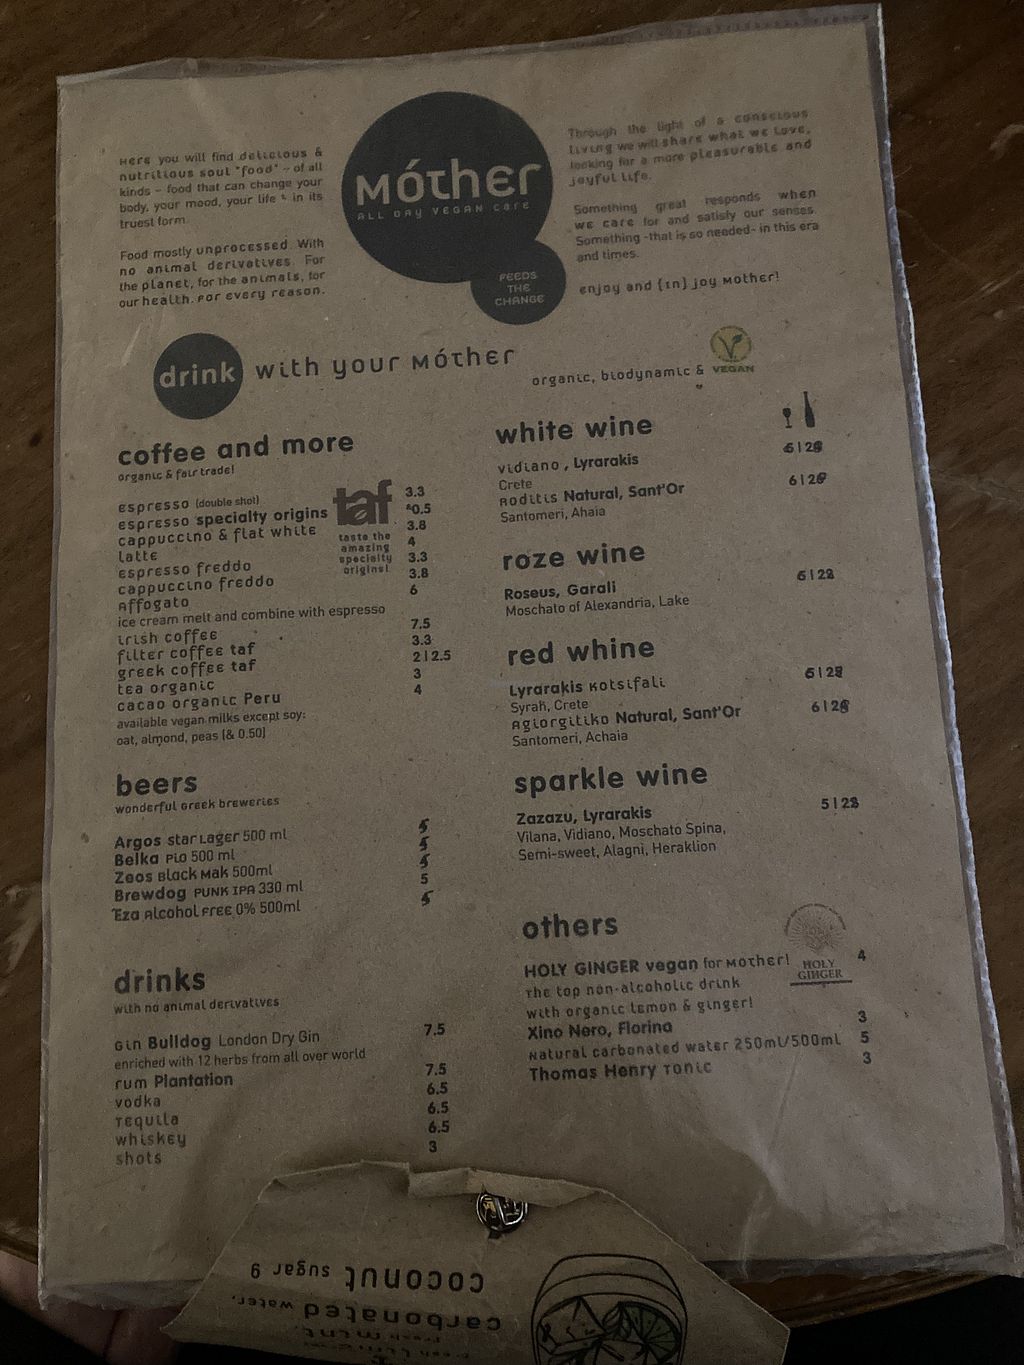 Here you will find delicious &
nutritious soul "food" - of all
kinds - food that can change your
body, your mood, your life & in its
truest form.
Food mostly unprocessed. With
no animal derivatives. For
the planet, for the animals, for
our health. For every reason.
Móther
ALL DAY VEGAN CAFE
FEEDS
THE
CHANGE
Through the light of a conscious
living we will share what we love,
looking for a more pleasurable and
joyful life.
Something great responds when
we care for and satisfy our senses.
Something -that is so needed- in this era
and times.
enjoy and (in) joy Mother!
drink with your Móther
organic, biodynamic &
VEGAN
coffee and more
organic & fair trade!
espresso (double shot) 3.3
espresso specialty origins
cappuccino & flat white 3.8
latte 4
espresso freddo 3.3
cappuccino freddo 3.8
Affogato 6
ice cream melt and combine with espresso
irish coffee 7.5
filter coffee taf 3.3
greek coffee taf 2|2.5
tea organic 3
cacao organic Peru 4
available vegan milks except soy:
oat, almond, peas (& 0.50)
taf
taste the
amazing
specialty
origins!
beers
wonderful Greek breweries
Argos Star Lager 500 ml 5
Belka Pio 500 ml 5
Zeos Black Mak 500ml 5
Brewdog PUNK IPA 330 ml 5
Eza Alcohol Free 0% 500ml 5
drinks
with no animal derivatives
Gin Bulldog London Dry Gin 7.5
enriched with 12 herbs from all over world
rum Plantation 7.5
vodka 6.5
Tequila 6.5
whiskey 6.5
shots 3
white wine
vidiano, Lyrarakis
Crete
Roditis Natural, Sant'Or
Santomeri, Ahaia
roze wine
Roseus, Garali
Moschato of Alexandria, Lake
red whine
Lyrarakis Kotsifali
Syrah, Crete
Agiorgitiko Natural, Sant'Or
Santomeri, Achaia
sparkle wine
Zazazu, Lyrarakis
Vilana, Vidiano, Moschato Spina,
Semi-sweet, Alagni, Heraklion
others
HOLY GINGER vegan for Mother! 4
The top non-alcoholic drink
with organic lemon & ginger!
Xino Nero, Florina 3
Natural carbonated water 250ml/500ml 5
Thomas Henry Tonic 3
HOLY
GINGER
fresh mint,
carbonated water,
coconut sugar 9